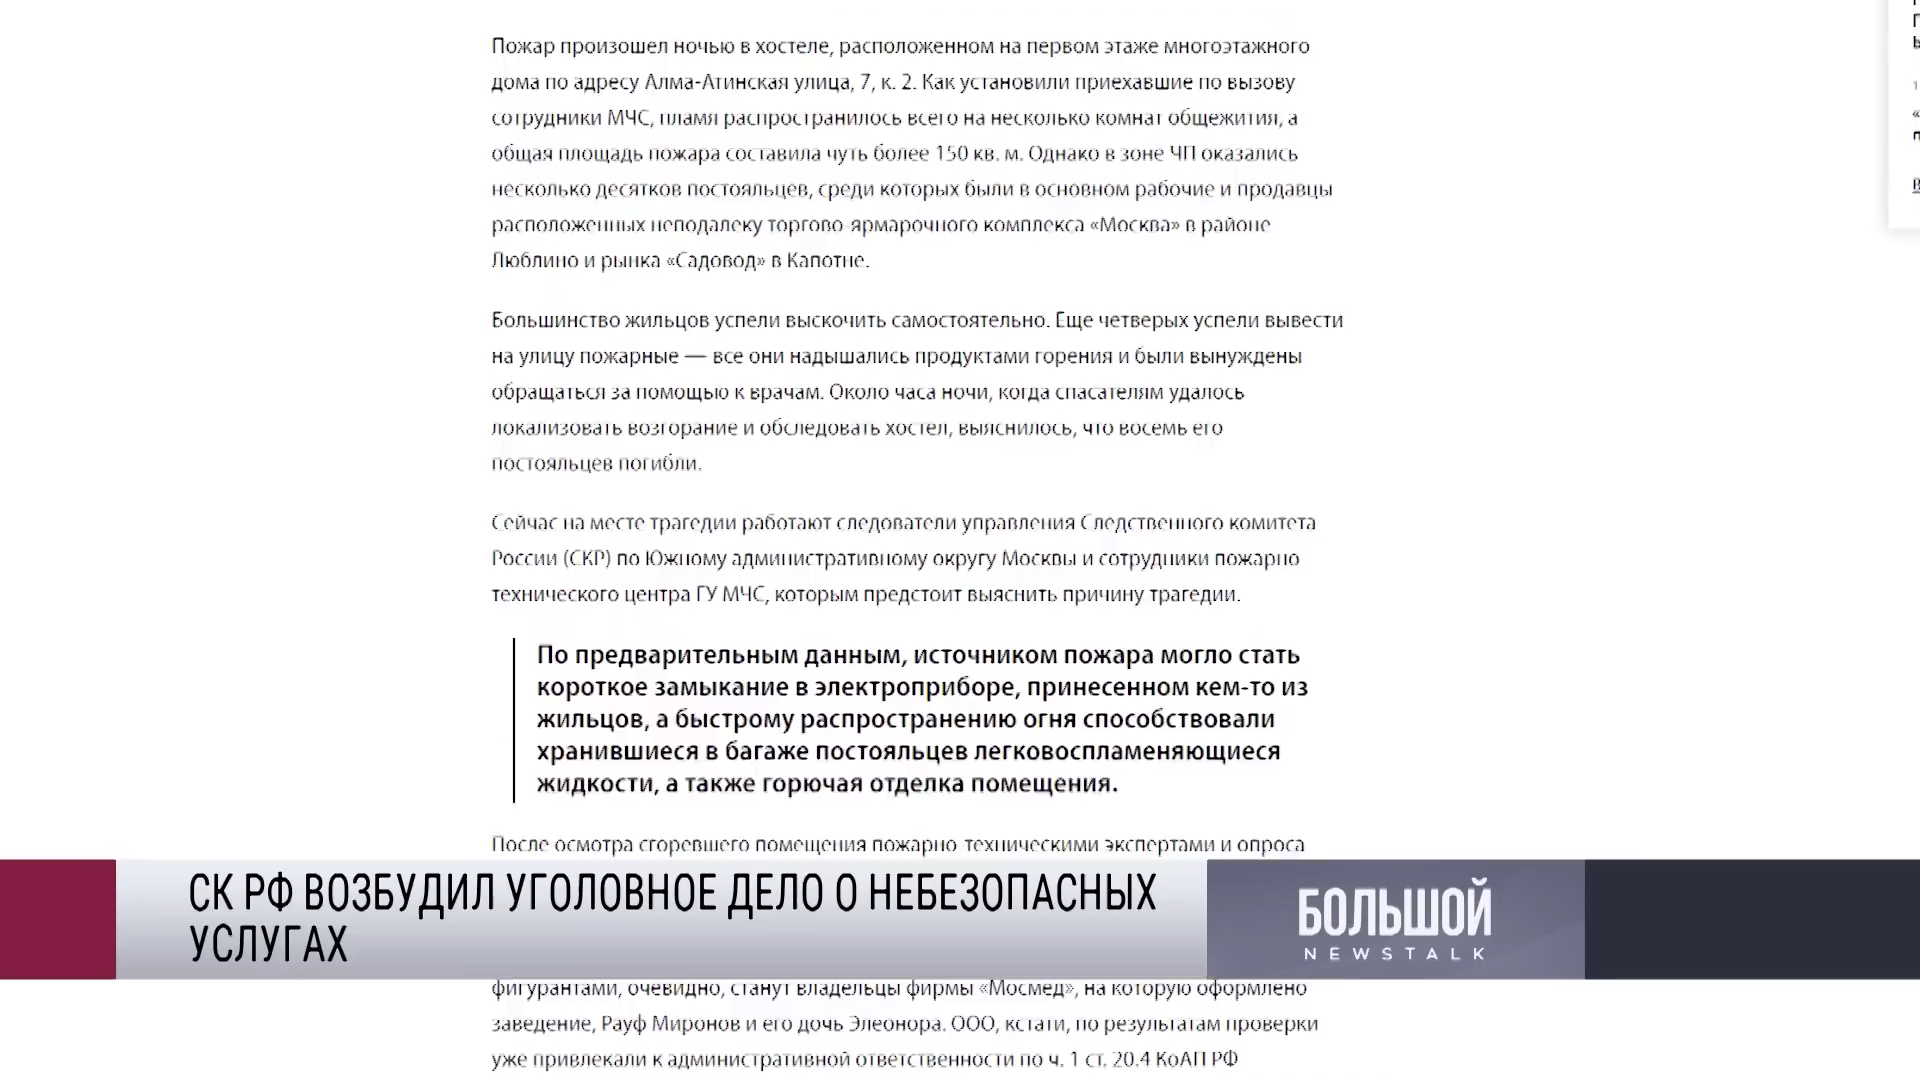 Пожар произошел ночью в хостеле, расположенном на первом этаже многоэтажного
дома по адресу Алма-Атинская улица, 7, к. 2. Как установили приехавшие по вызову
сотрудники МЧС, пламя распространилось всего на несколько комнат общежития, а
общая площадь пожара составила чуть более 150 кв. м. Однако в зоне ЧП оказались
несколько десятков постояльцев, среди которых были в основном рабочие и продавцы
расположенных неподалеку торгово-ярмарочного комплекса «Москва» в районе
Люблино и рынка «Садовод» в Капотне.
Большинство жильцов успели выскочить самостоятельно. Еще четверых успели вывести
на улицу пожарные — все они надышались продуктами горения и были вынуждены
обращаться за помощью к врачам. Около часа ночи, когда спасателям удалось
локализовать возгорание и обследовать хостел, выяснилось, что восемь его
постояльцев погибли.
Сейчас на месте трагедии работают следователи управления Следственного комитета
России (СКР) по Южному административному округу Москвы и сотрудники пожарно
технического центра ГУ МЧС, которым предстоит выяснить причину трагедии.
По предварительным данным, источником пожара могло стать
короткое замыкание в электроприборе, принесенном кем-то из
жильцов, а быстрому распространению огня способствовали
хранившиеся в багаже постояльцев легковоспламеняющиеся
жидкости, а также горючая отделка помещения.
После осмотра сгоревшего помещения пожарно-техническими экспертами и опроса
СК РФ ВОЗБУДИЛ УГОЛОВНОЕ ДЕЛО О НЕБЕЗОПАСНЫХ
УСЛУГАХ
БОЛЬШОЙ
NEWSTALK
фигурантами, очевидно, станут владельцы фирмы «Мосмед», на которую оформлено
заведение, Рауф Миронов и его дочь Элеонора. ООО, кстати, по результатам проверки
уже привлекали к административной ответственности по ч. 1 ст. 20.4 КоАП РФ